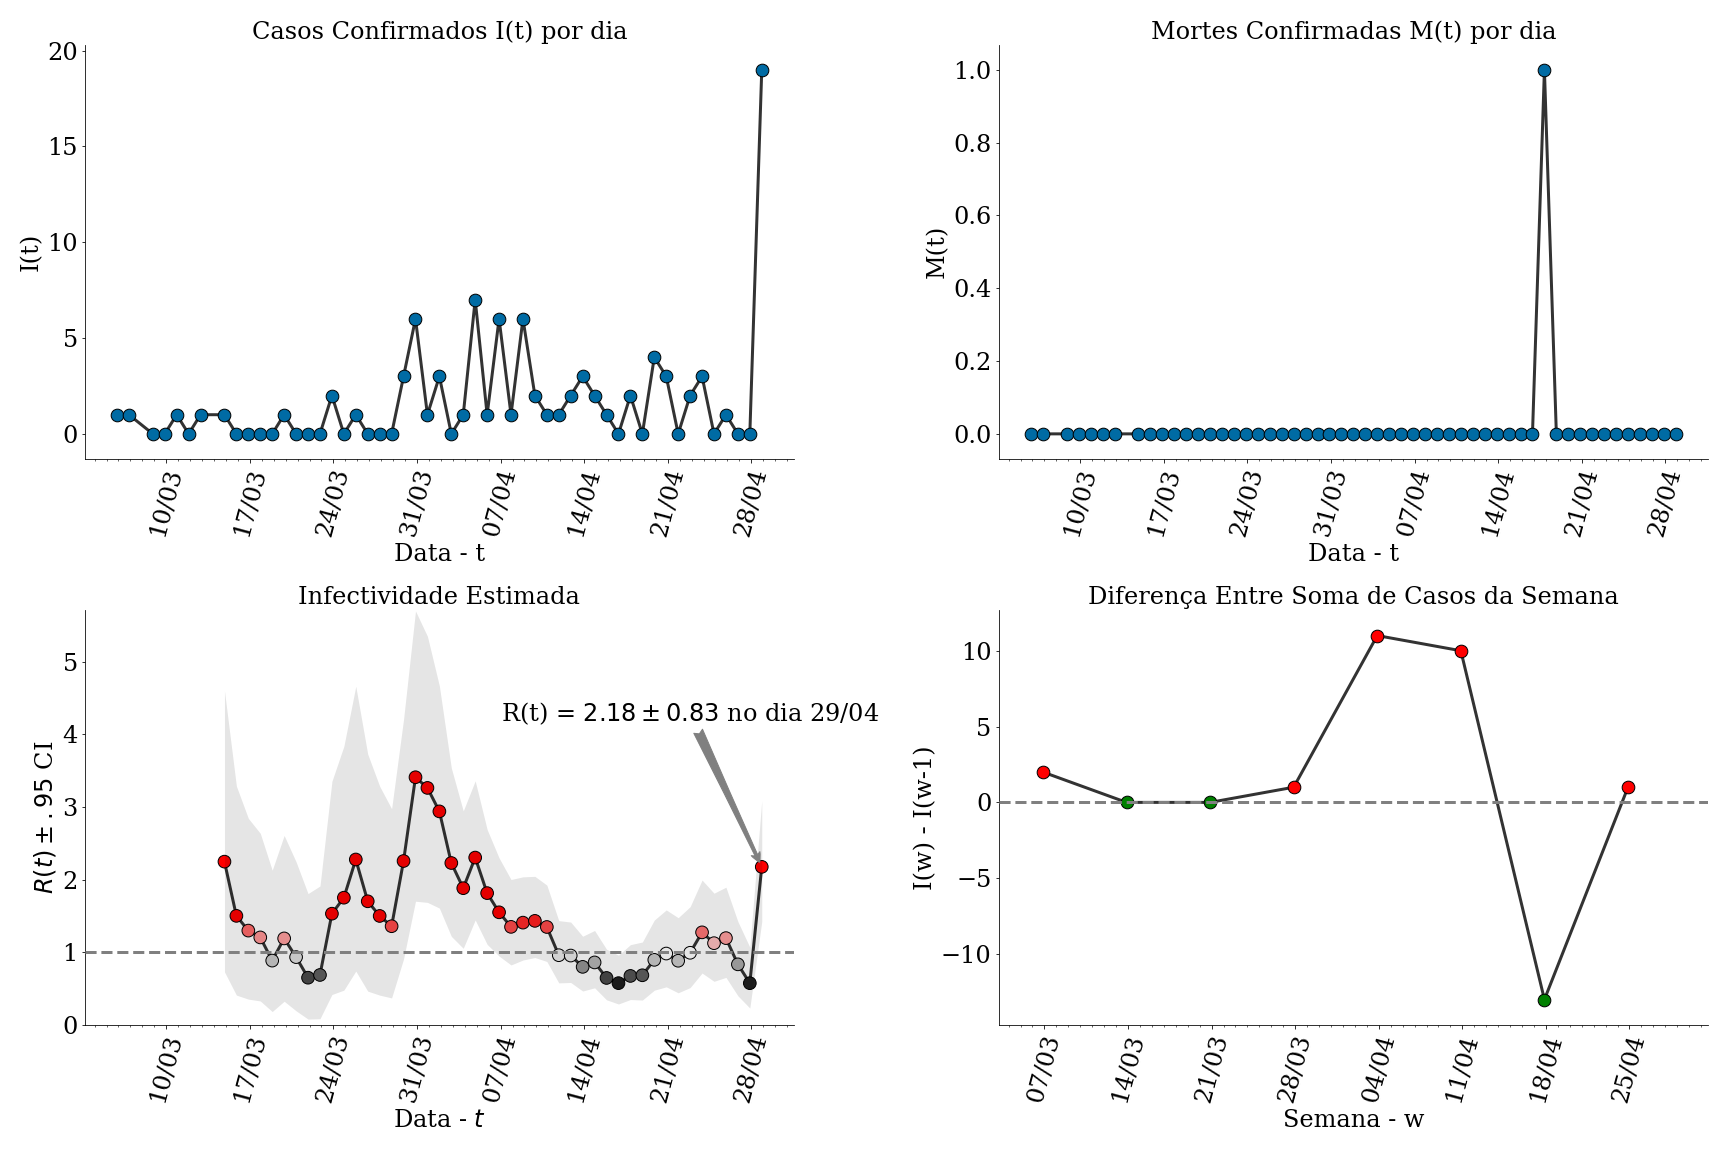 Casos Confirmados I(t) por dia
I(t)
20
15
10
5
0
10/03 17/03 24/03 31/03 07/04 14/04 21/04 28/04
Data - t
Mortes Confirmadas M(t) por dia
M(t)
1.0
0.8
0.6
0.4
0.2
0.0
10/03 17/03 24/03 31/03 07/04 14/04 21/04 28/04
Data - t
Infectividade Estimada
R(t) ± .95 CI
5
4
3
2
1
0
R(t) = 2.18 ± 0.83 no dia 29/04
10/03 17/03 24/03 31/03 07/04 14/04 21/04 28/04
Data - t
Diferença Entre Soma de Casos da Semana
I(w) - I(w-1)
10
5
0
−5
−10
07/03 14/03 21/03 28/03 04/04 11/04 18/04 25/04
Semana - w